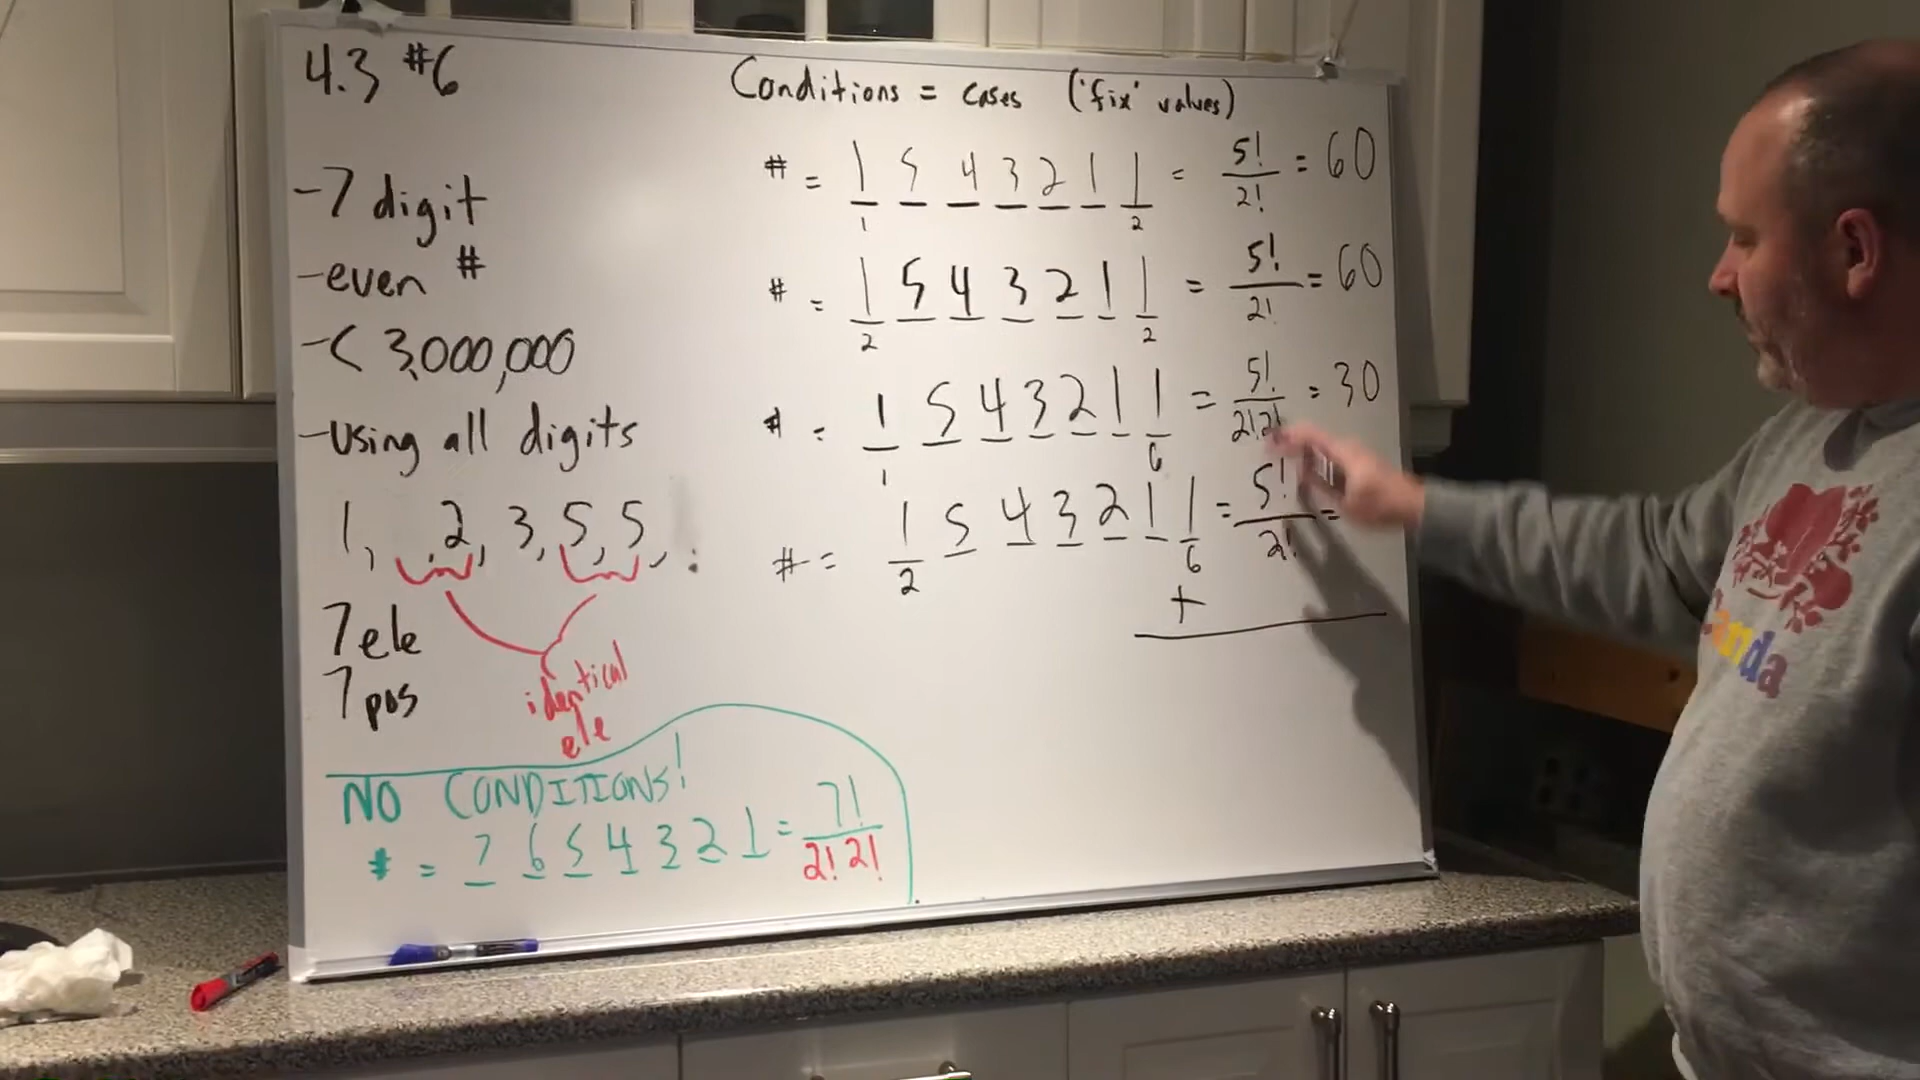 4.3 #6
-7 digit
-even #
-< 3,000,000
-using all digits
1, , 2, 3, 5, 5, :
7 ele
7 pos
identical
ele
NO CONDITIONS!
# = 7 6 5 4 3 2 1 = 7! / 2! 2!
Conditions = cases ('fix' values)
# = 1 5 4 3 2 1 1 = 5! / 2! = 60
1 2
# = 1 5 4 3 2 1 1 = 5! / 2! = 60
2 2
# = 1 5 4 3 2 1 1 = 5! / 2!2! = 30
1 6
# = 1 5 4 3 2 1 1 = 5! / 2! =
2 6
+